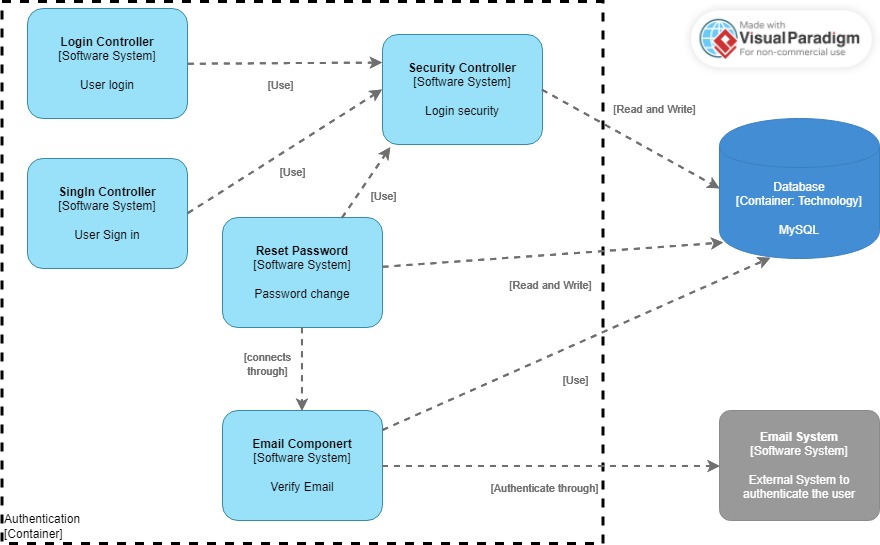 Login Controller
[Software System]
User login
[Use]
Security Controller
[Software System]
Login security
Made with
VisualParadigm
For non-commercial use
[Read and Write]
SingIn Controller
[Software System]
User Sign in
[Use]
[Use]
Database
[Container: Technology]
MySQL
Reset Password
[Software System]
Password change
[Read and Write]
[connects
through]
[Use]
Email Componert
[Software System]
Verify Email
[Authenticate through]
Email System
[Software System]
External System to
authenticate the user
Authentication
[Container]